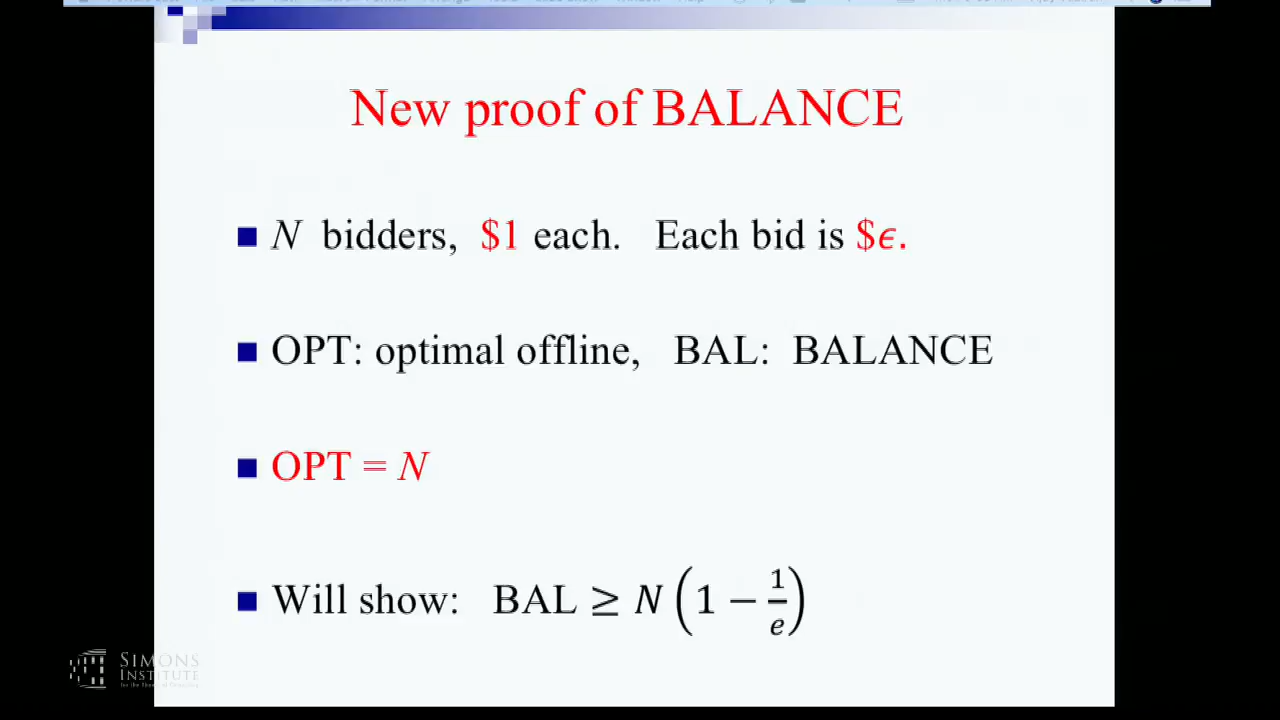 New proof of BALANCE
N bidders, $1 each. Each bid is $ϵ.
OPT: optimal offline, BAL: BALANCE
OPT = N
Will show: BAL ≥ N(1 − 1/e)
SIMONS
INSTITUTE